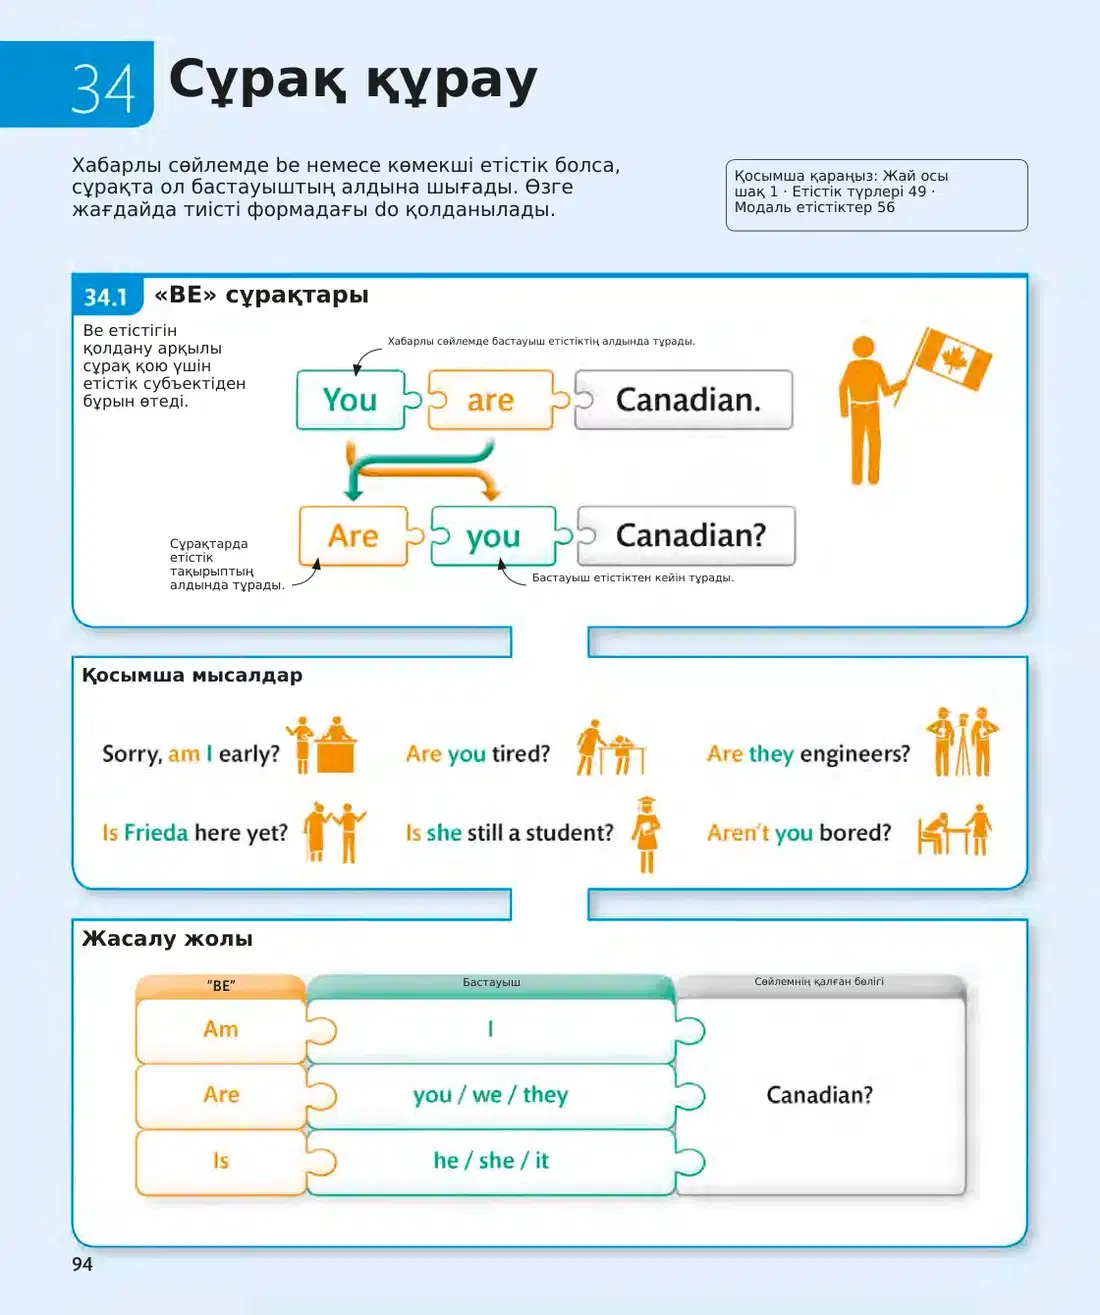 34
Сұрақ құрау
Хабарлы сөйлемде be немесе көмекші етістік болса,
сұрақта ол бастауыштың алдына шығады. Өзге
жағдайда тиісті формадағы do қолданылады.
Қосымша қараңыз: Жай осы
шақ 1 · Етістік түрлері 49 ·
Модаль етістіктер 56
34.1 «BE» сұрақтары
Be етістігін
қолдану арқылы
сұрақ қою үшін
етістік субъектіден
бұрын өтеді.
Хабарлы сөйлемде бастауыш етістіктің алдында тұрады.
You are Canadian.
Are you Canadian?
Сұрақтарда
етістік
тақырыптың
алдында тұрады.
Бастауыш етістіктен кейін тұрады.
Қосымша мысалдар
Sorry, am I early? Are you tired? Are they engineers?
Is Frieda here yet? Is she still a student? Aren't you bored?
Жасалу жолы
"BE" Бастауыш Сөйлемнің қалған бөлігі
Am I
Are you / we / they Canadian?
Is he / she / it
94